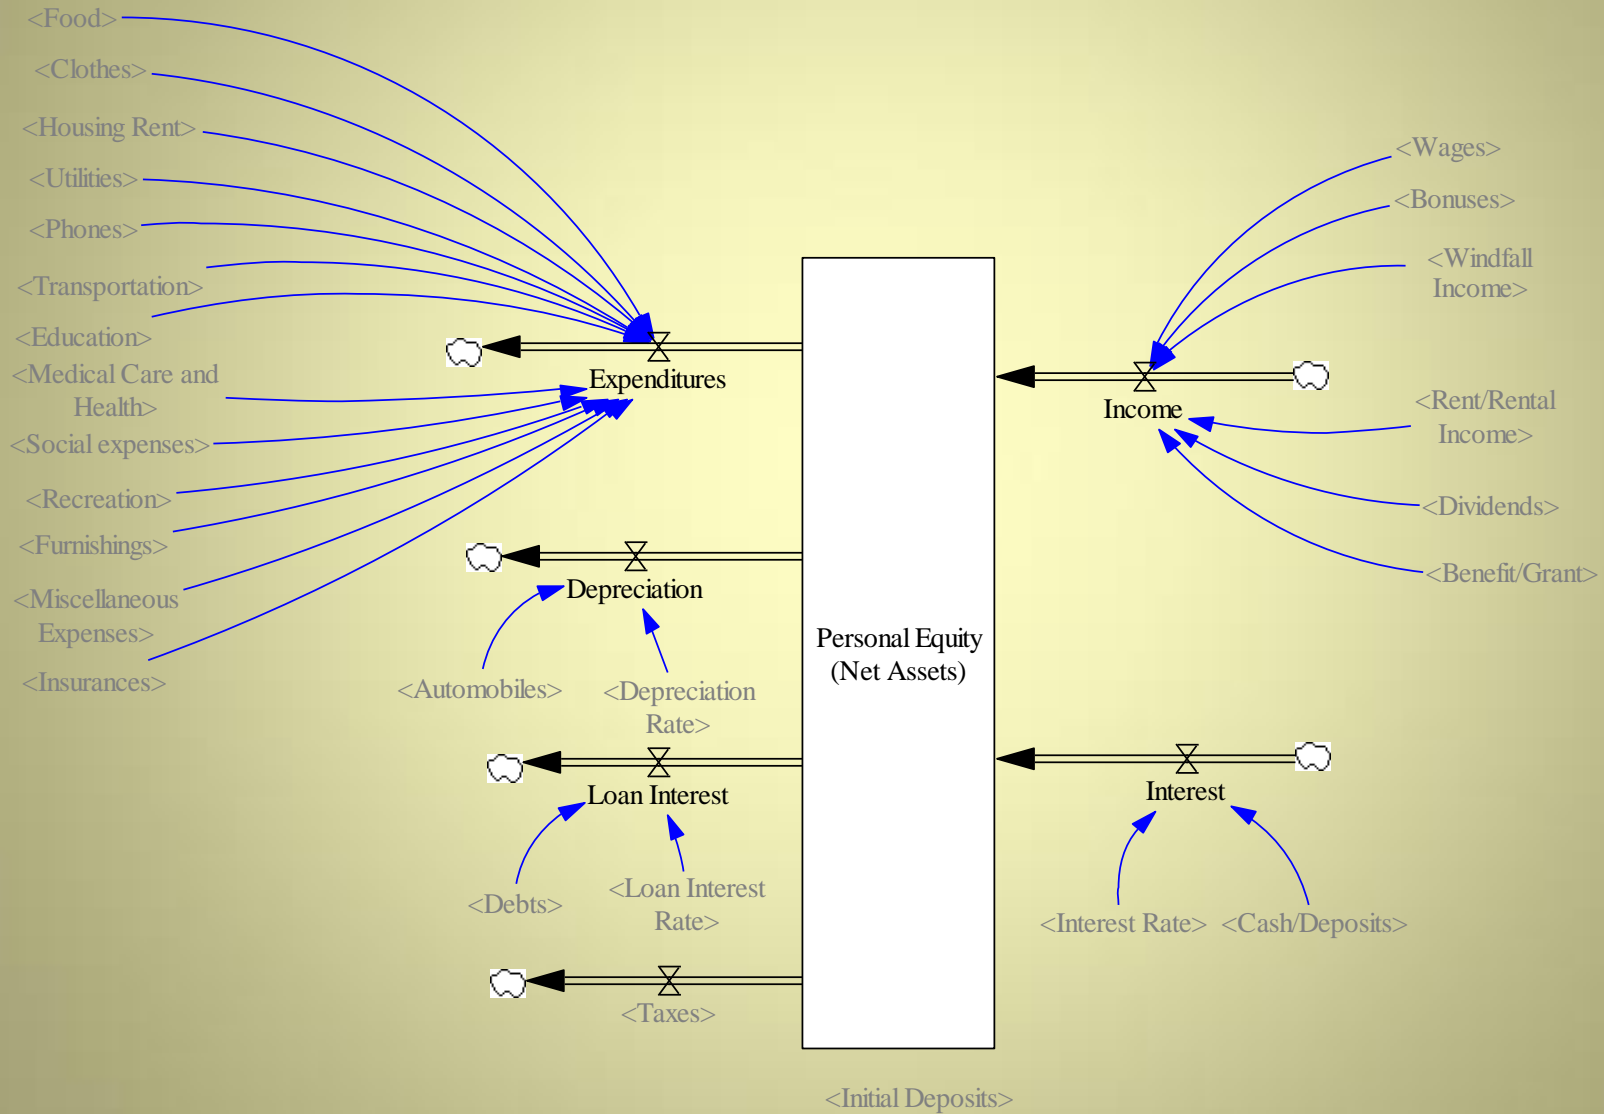 <Food>
<Clothes>
<Housing Rent>
<Utilities>
<Phones>
<Transportation>
<Education>
<Medical Care and
Health>
<Social expenses>
<Recreation>
<Furnishings>
<Miscellaneous
Expenses>
<Insurances>
Expenditures
Depreciation
<Automobiles>
<Depreciation
Rate>
Loan Interest
<Debts>
<Loan Interest
Rate>
<Taxes>
Personal Equity
(Net Assets)
<Initial Deposits>
<Wages>
<Bonuses>
<Windfall
Income>
Income
<Rent/Rental
Income>
<Dividends>
<Benefit/Grant>
Interest
<Interest Rate>
<Cash/Deposits>